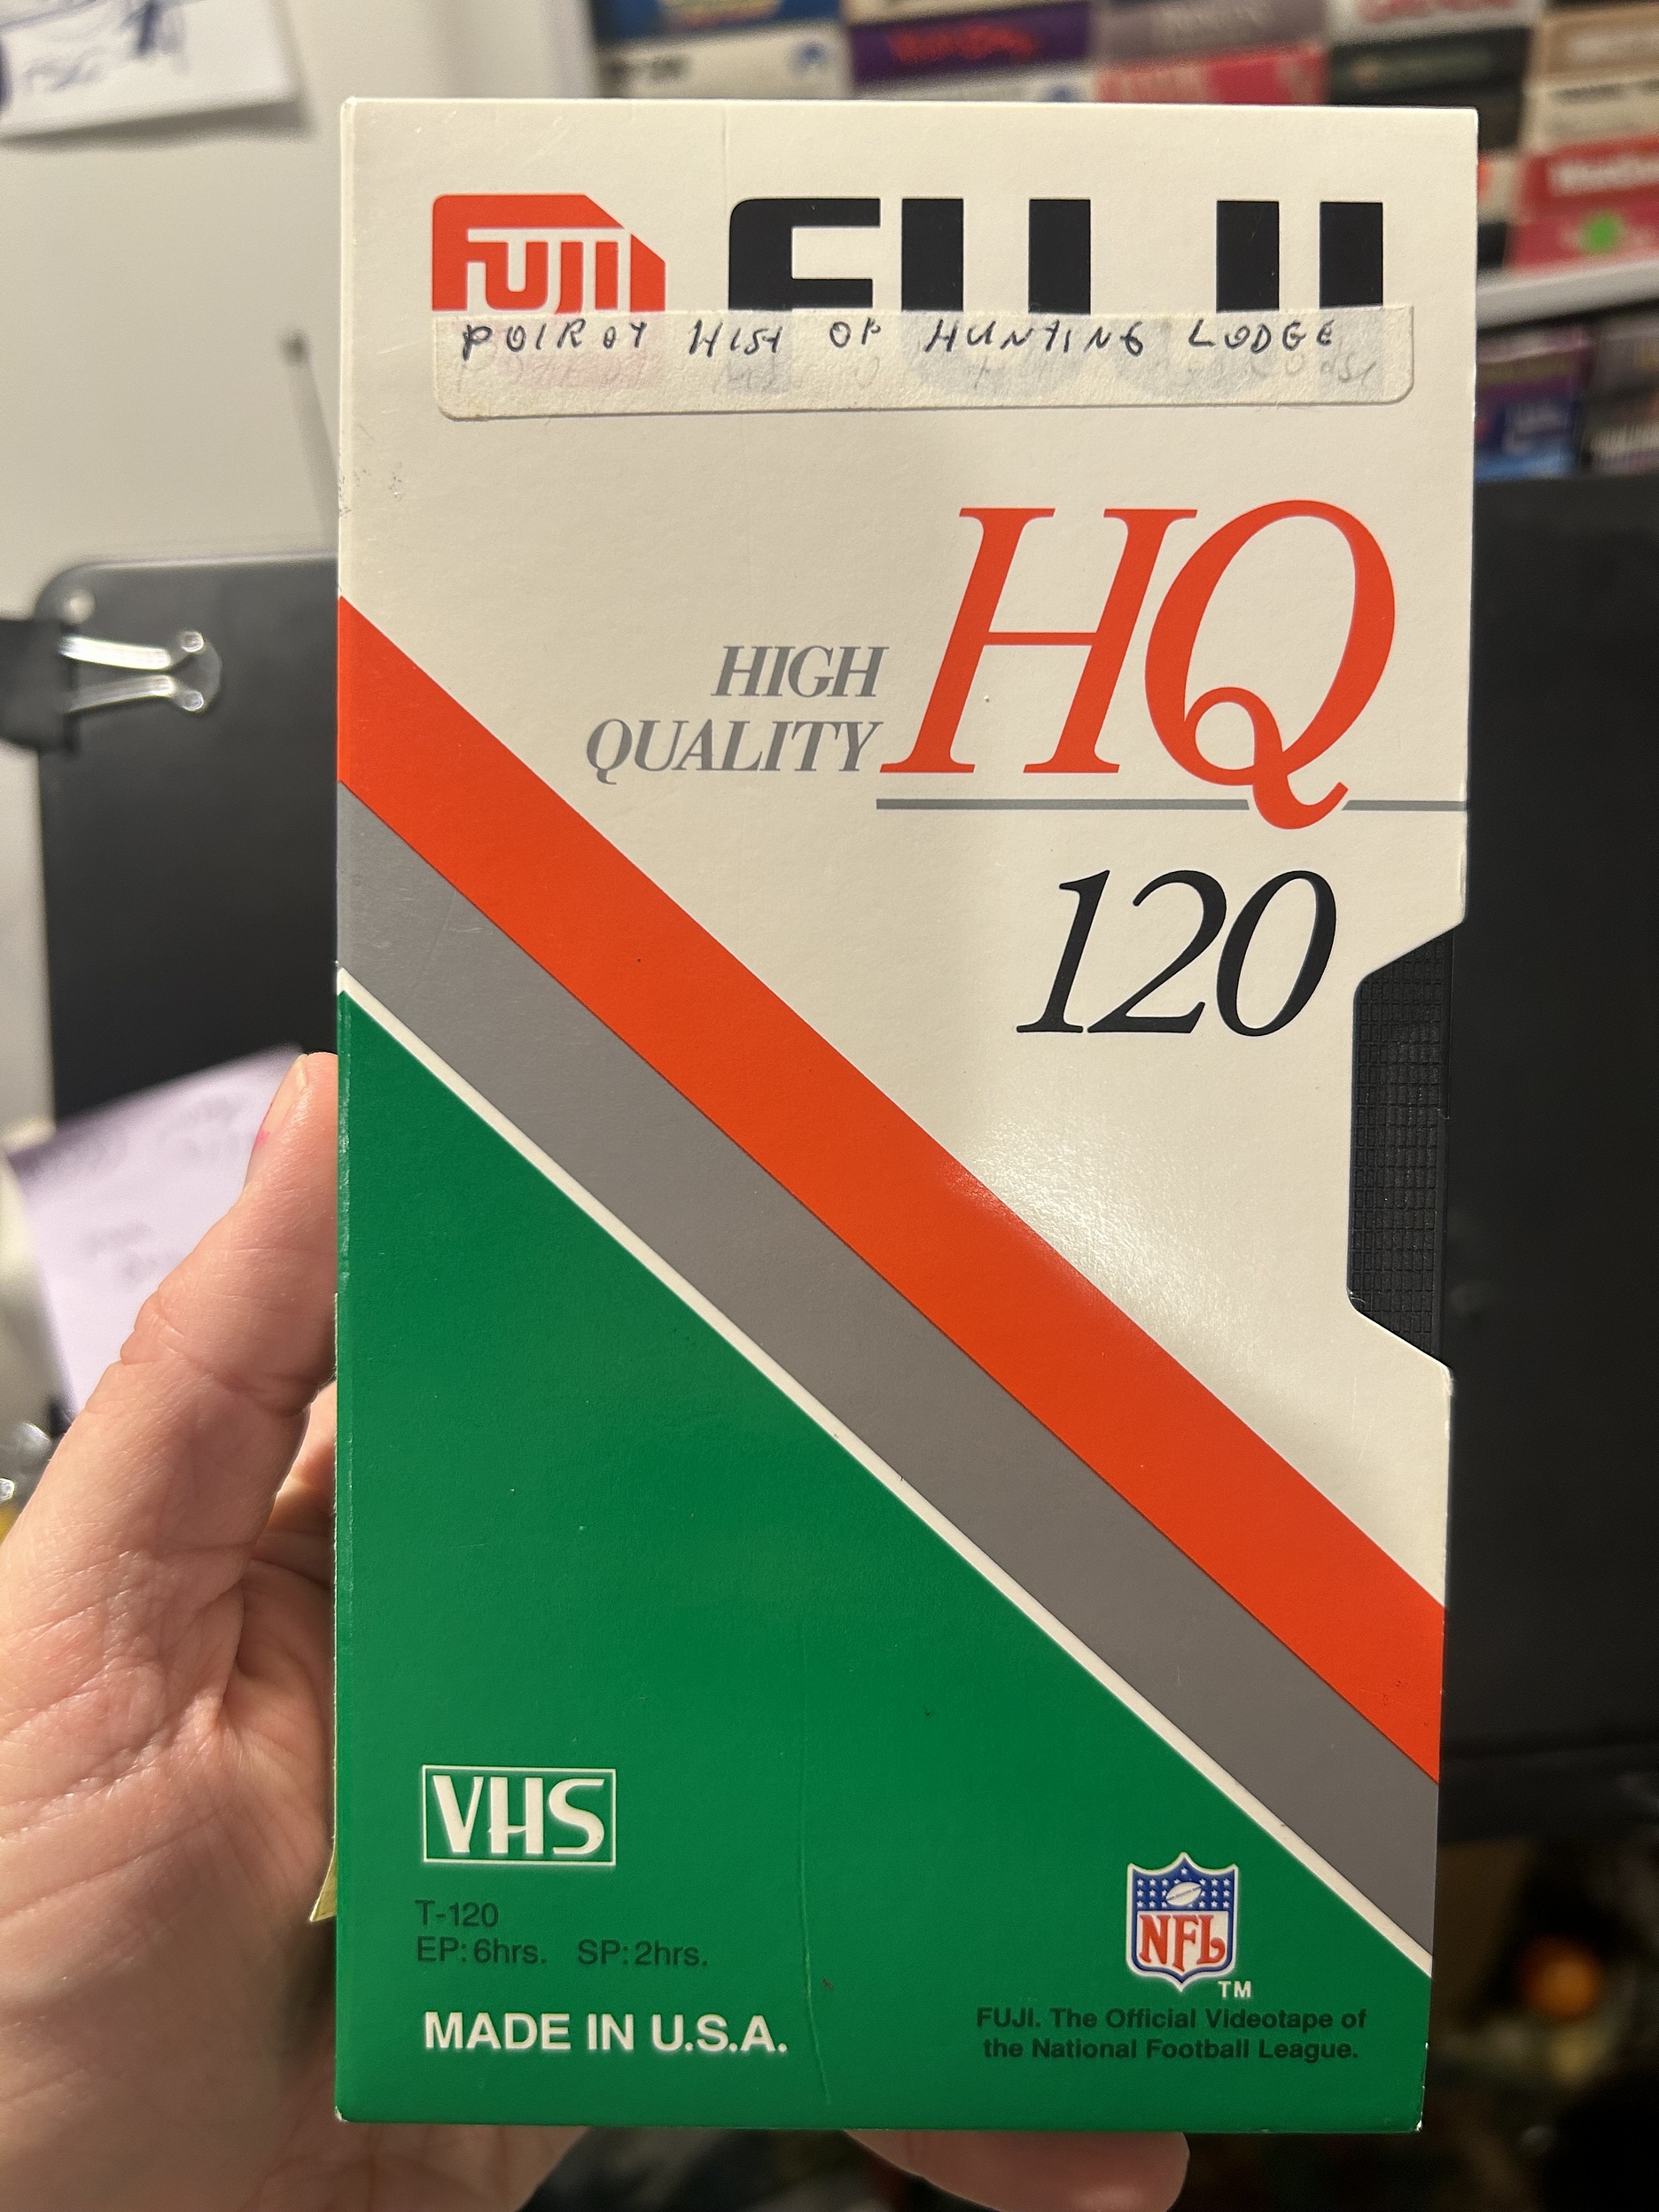 FUJI FUJI
POIROT HIST OF HUNTING LODGE
HIGH
QUALITY
HQ
120
VHS
T-120
EP:6hrs. SP:2hrs.
MADE IN U.S.A.
NFL
TM
FUJI. The Official Videotape of
the National Football League.